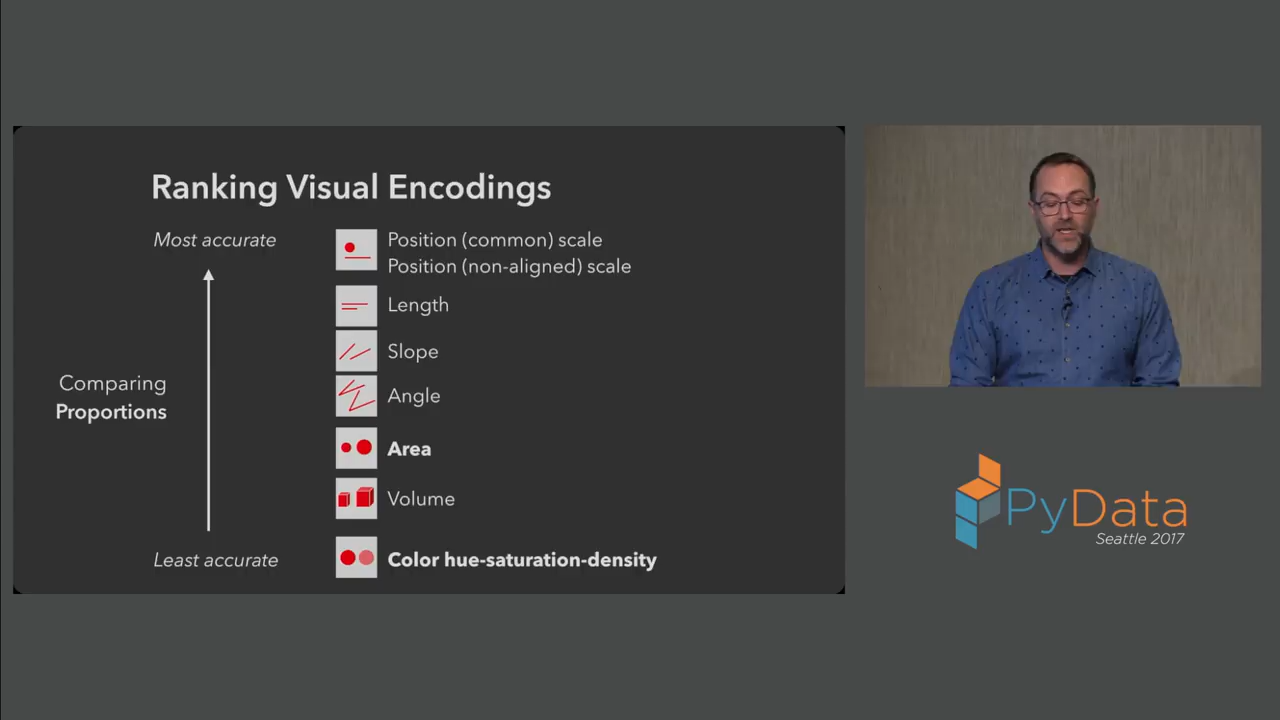 Ranking Visual Encodings
Most accurate
Position (common) scale
Position (non-aligned) scale
Length
Slope
Comparing
Proportions
Angle
Area
Volume
Least accurate
Color hue-saturation-density
PyData
Seattle 2017